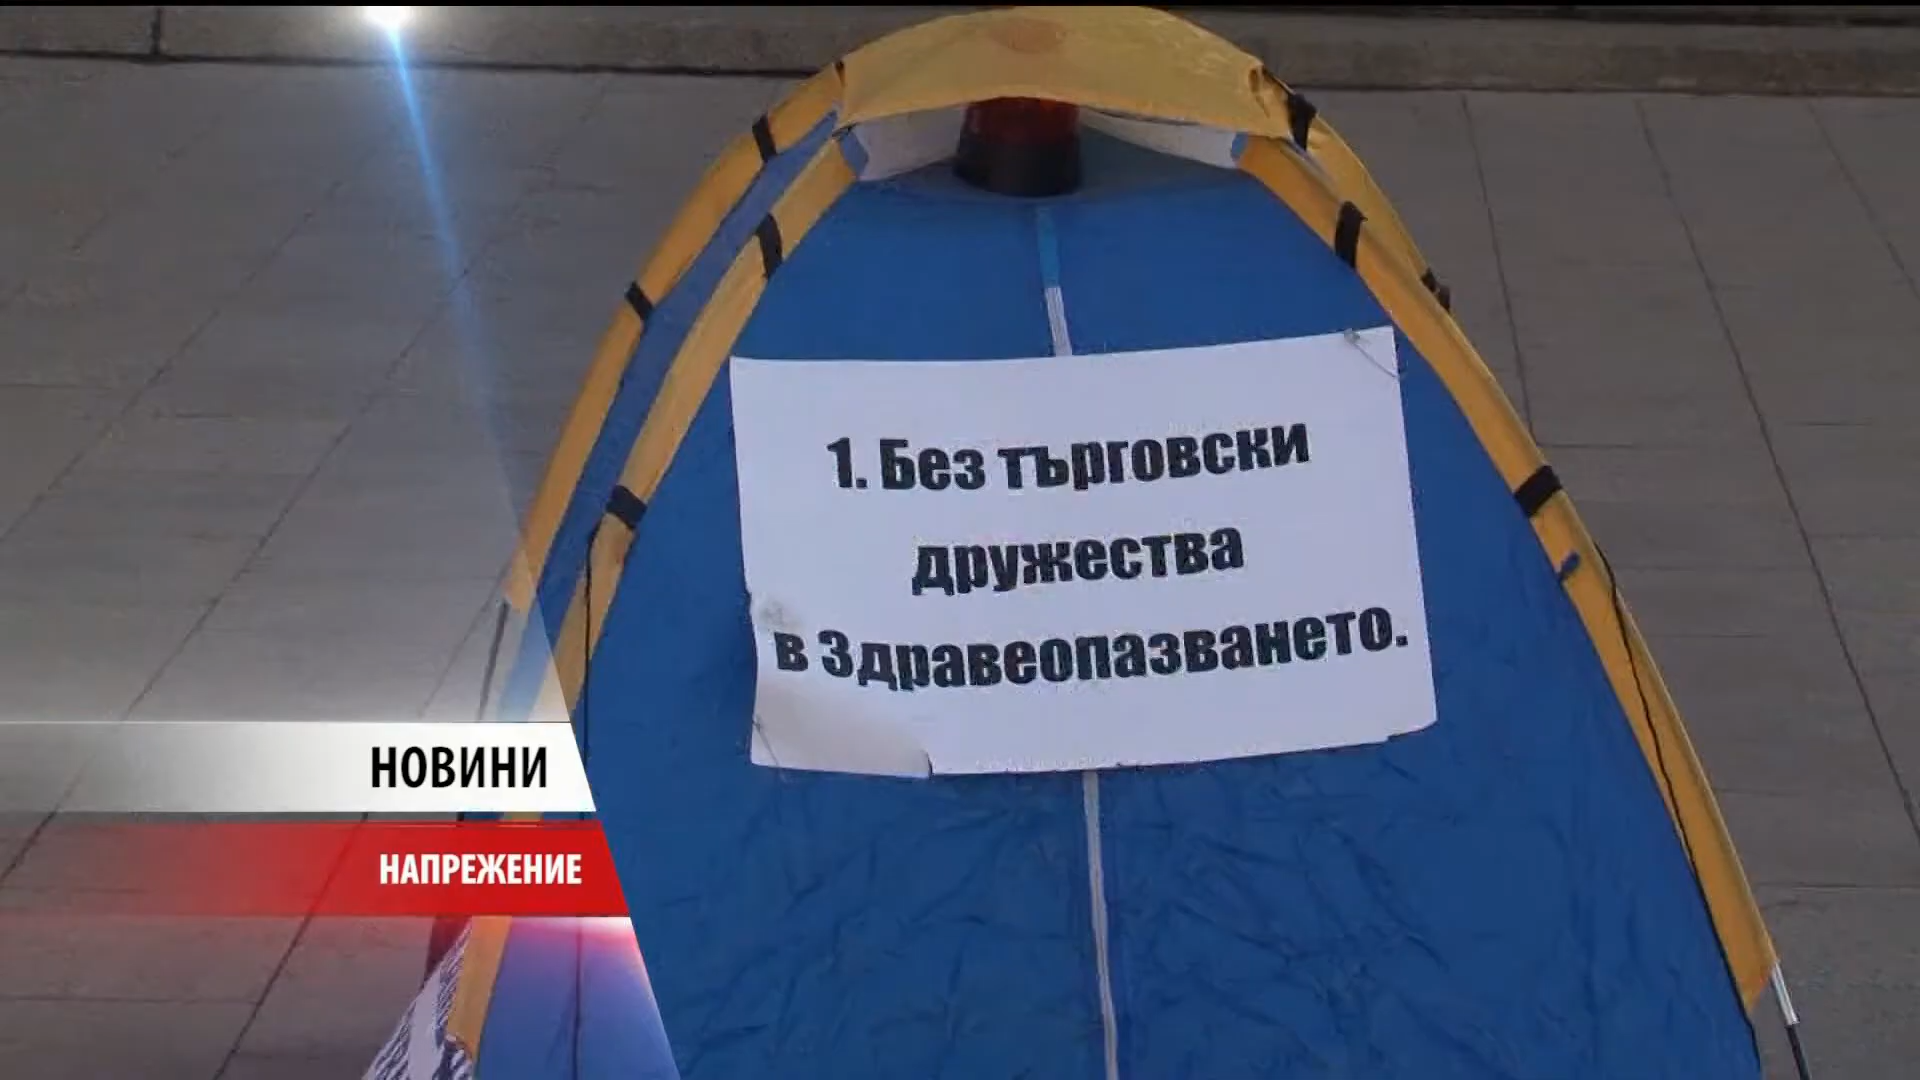 1. Без търговски
дружества
в Здравеопазването.
НОВИНИ
НАПРЕЖЕНИЕ